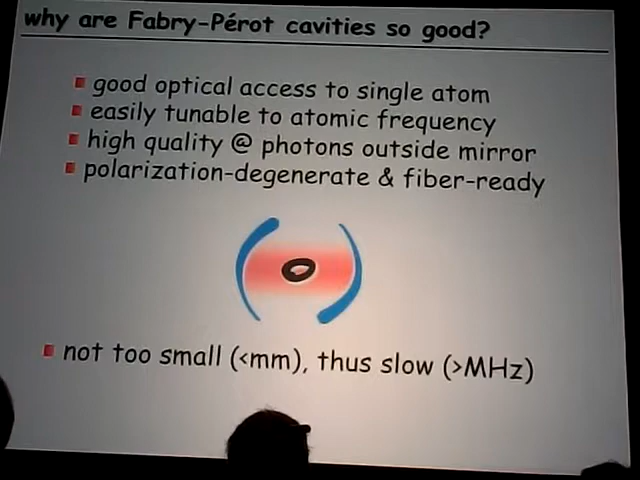 why are Fabry-Pérot cavities so good?
good optical access to single atom
easily tunable to atomic frequency
high quality @ photons outside mirror
polarization-degenerate & fiber-ready
not too small (<mm), thus slow (>MHz)